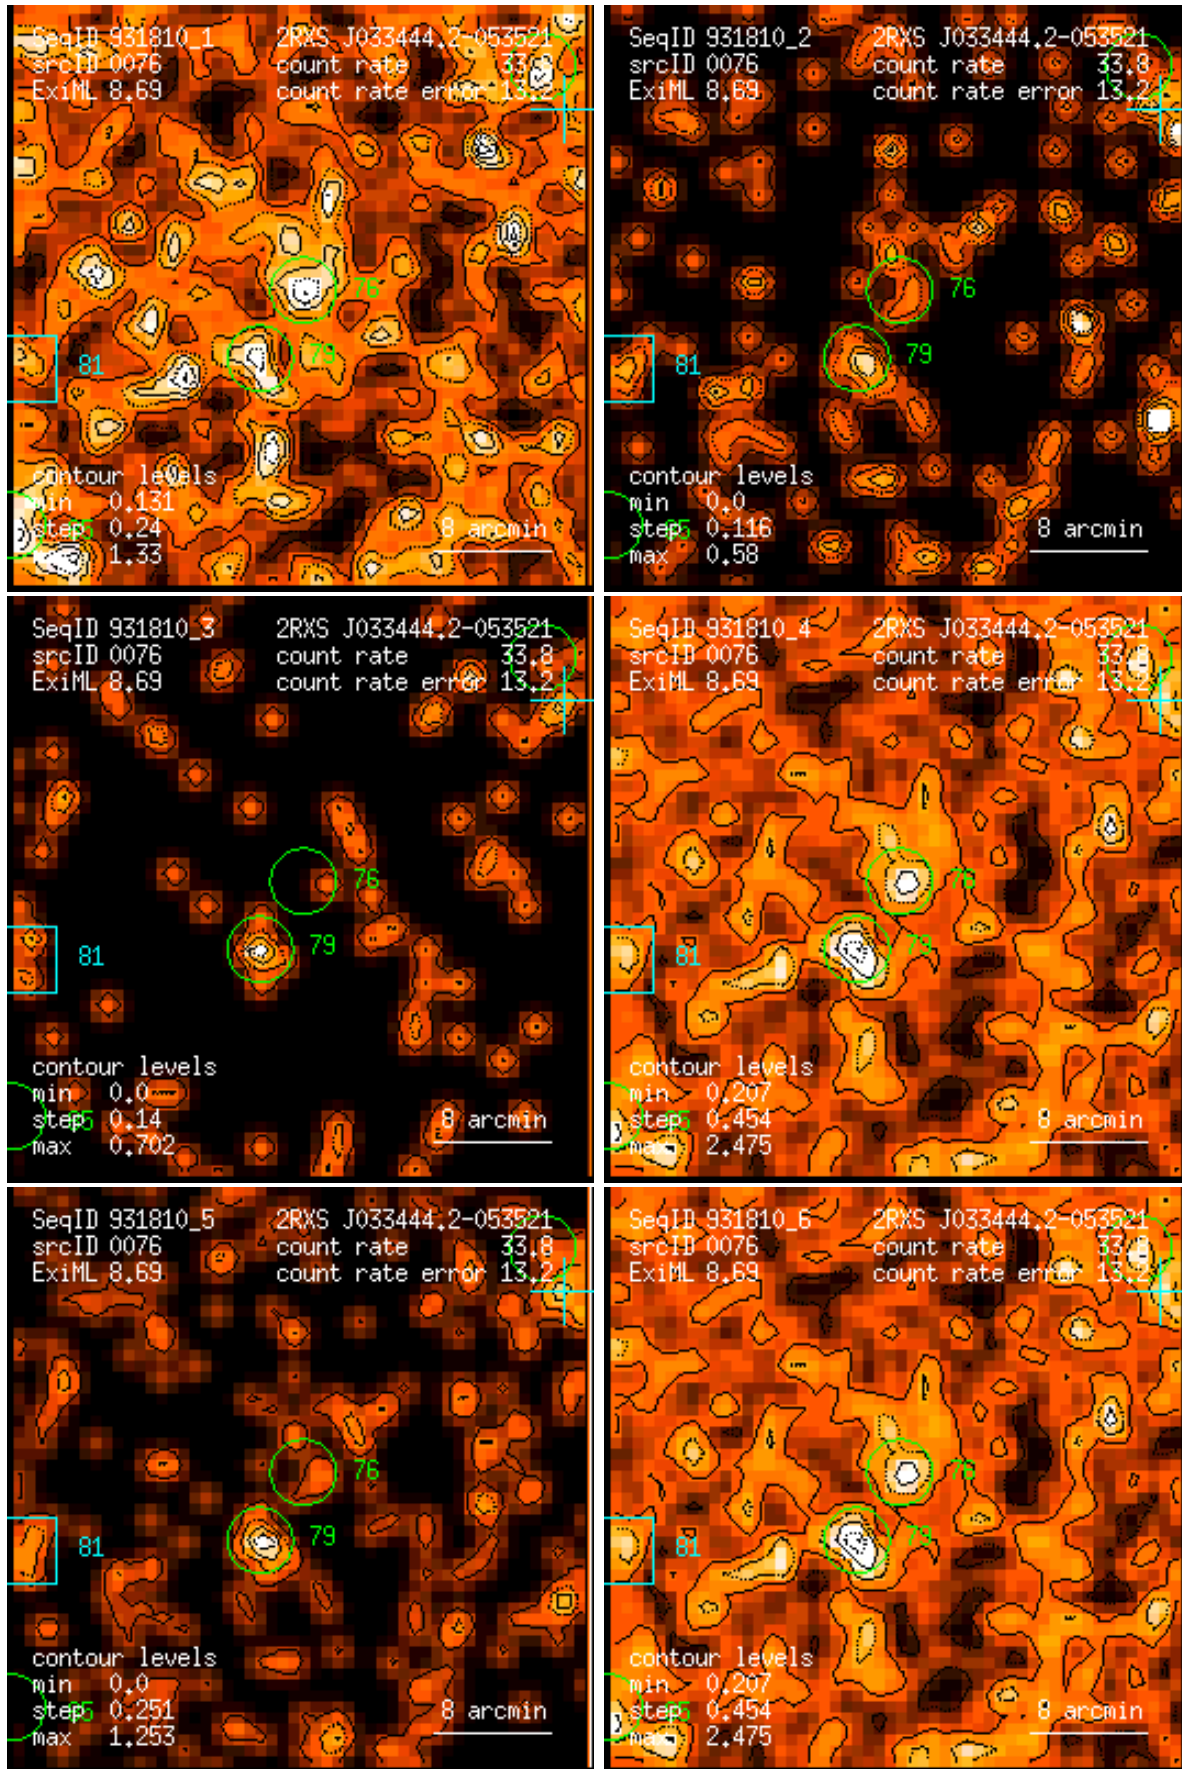 SeqID 931810_1 2RXS J033444.2-053521
srcID 0076 count rate 33.8
ExiML 8.69 count rate error 13.2
76
79
81
contour levels
min 0.131
step 0.24
1.33
8 arcmin
SeqID 931810_2 2RXS J033444.2-053521
srcID 0076 count rate 33.8
ExiML 8.69 count rate error 13.2
76
79
81
contour levels
min 0.0
step 0.116
max 0.58
8 arcmin
SeqID 931810_3 2RXS J033444.2-053521
srcID 0076 count rate 33.8
ExiML 8.69 count rate error 13.2
76
79
81
contour levels
min 0.0
step 0.14
max 0.702
8 arcmin
SeqID 931810_4 2RXS J033444.2-053521
srcID 0076 count rate 33.8
ExiML 8.69 count rate error 13.2
76
79
81
contour levels
min 0.207
step 0.454
max 2.475
8 arcmin
SeqID 931810_5 2RXS J033444.2-053521
srcID 0076 count rate 33.8
ExiML 8.69 count rate error 13.2
76
79
81
contour levels
min 0.0
step 0.251
max 1.253
8 arcmin
SeqID 931810_6 2RXS J033444.2-053521
srcID 0076 count rate 33.8
ExiML 8.69 count rate error 13.2
76
79
81
contour levels
min 0.207
step 0.454
max 2.475
8 arcmin